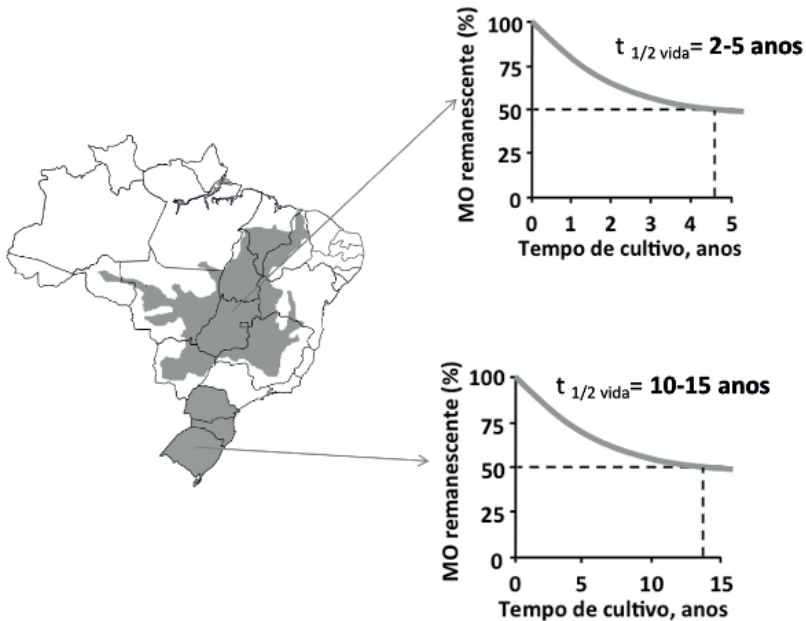 MO remanescente (%)
100
75
50
25
0
t 1/2 vida= 2-5 anos
0 1 2 3 4 5
Tempo de cultivo, anos
MO remanescente (%)
100
75
50
25
0
t 1/2 vida= 10-15 anos
0 5 10 15
Tempo de cultivo, anos